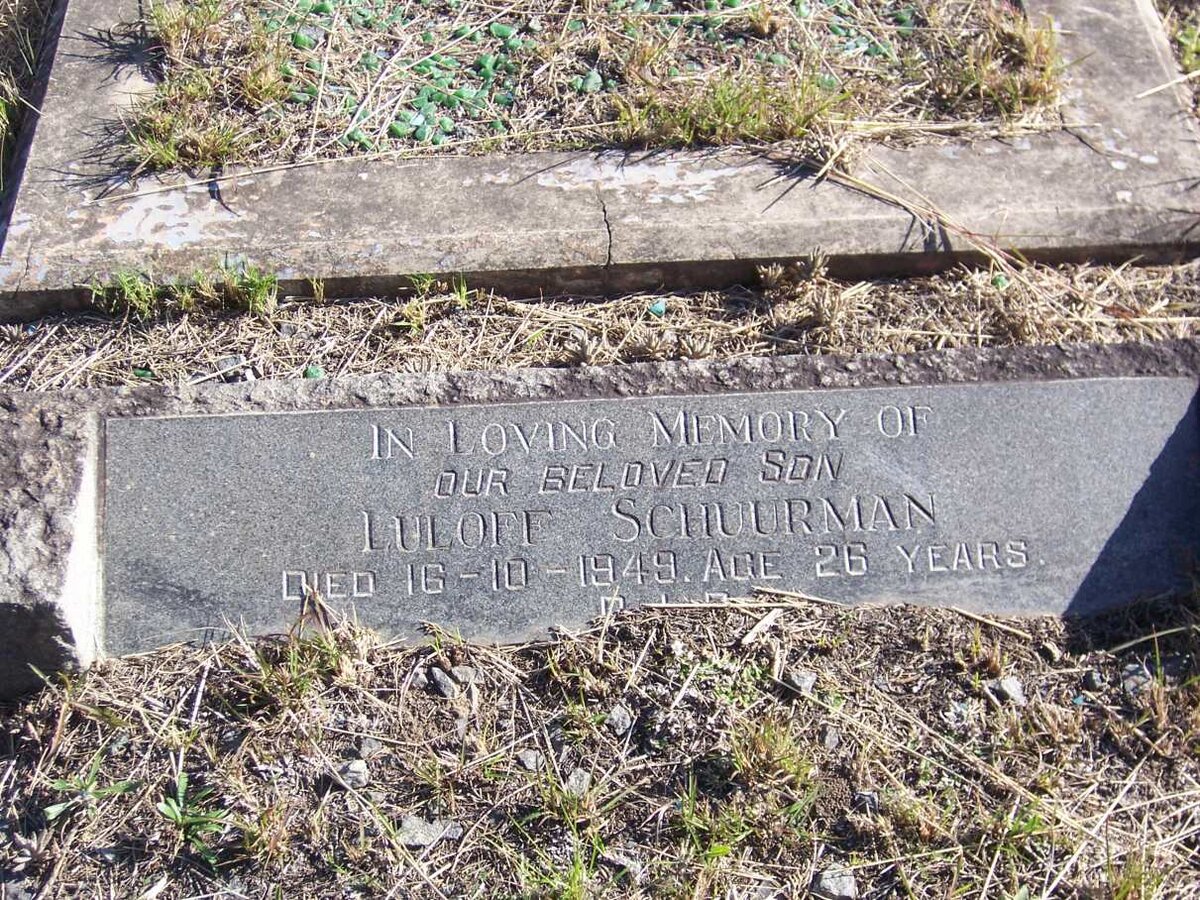 IN LOVING MEMORY OF
OUR BELOVED SON
LULOFF SCHUURMAN
DIED 16-10-1949. AGE 26 YEARS.